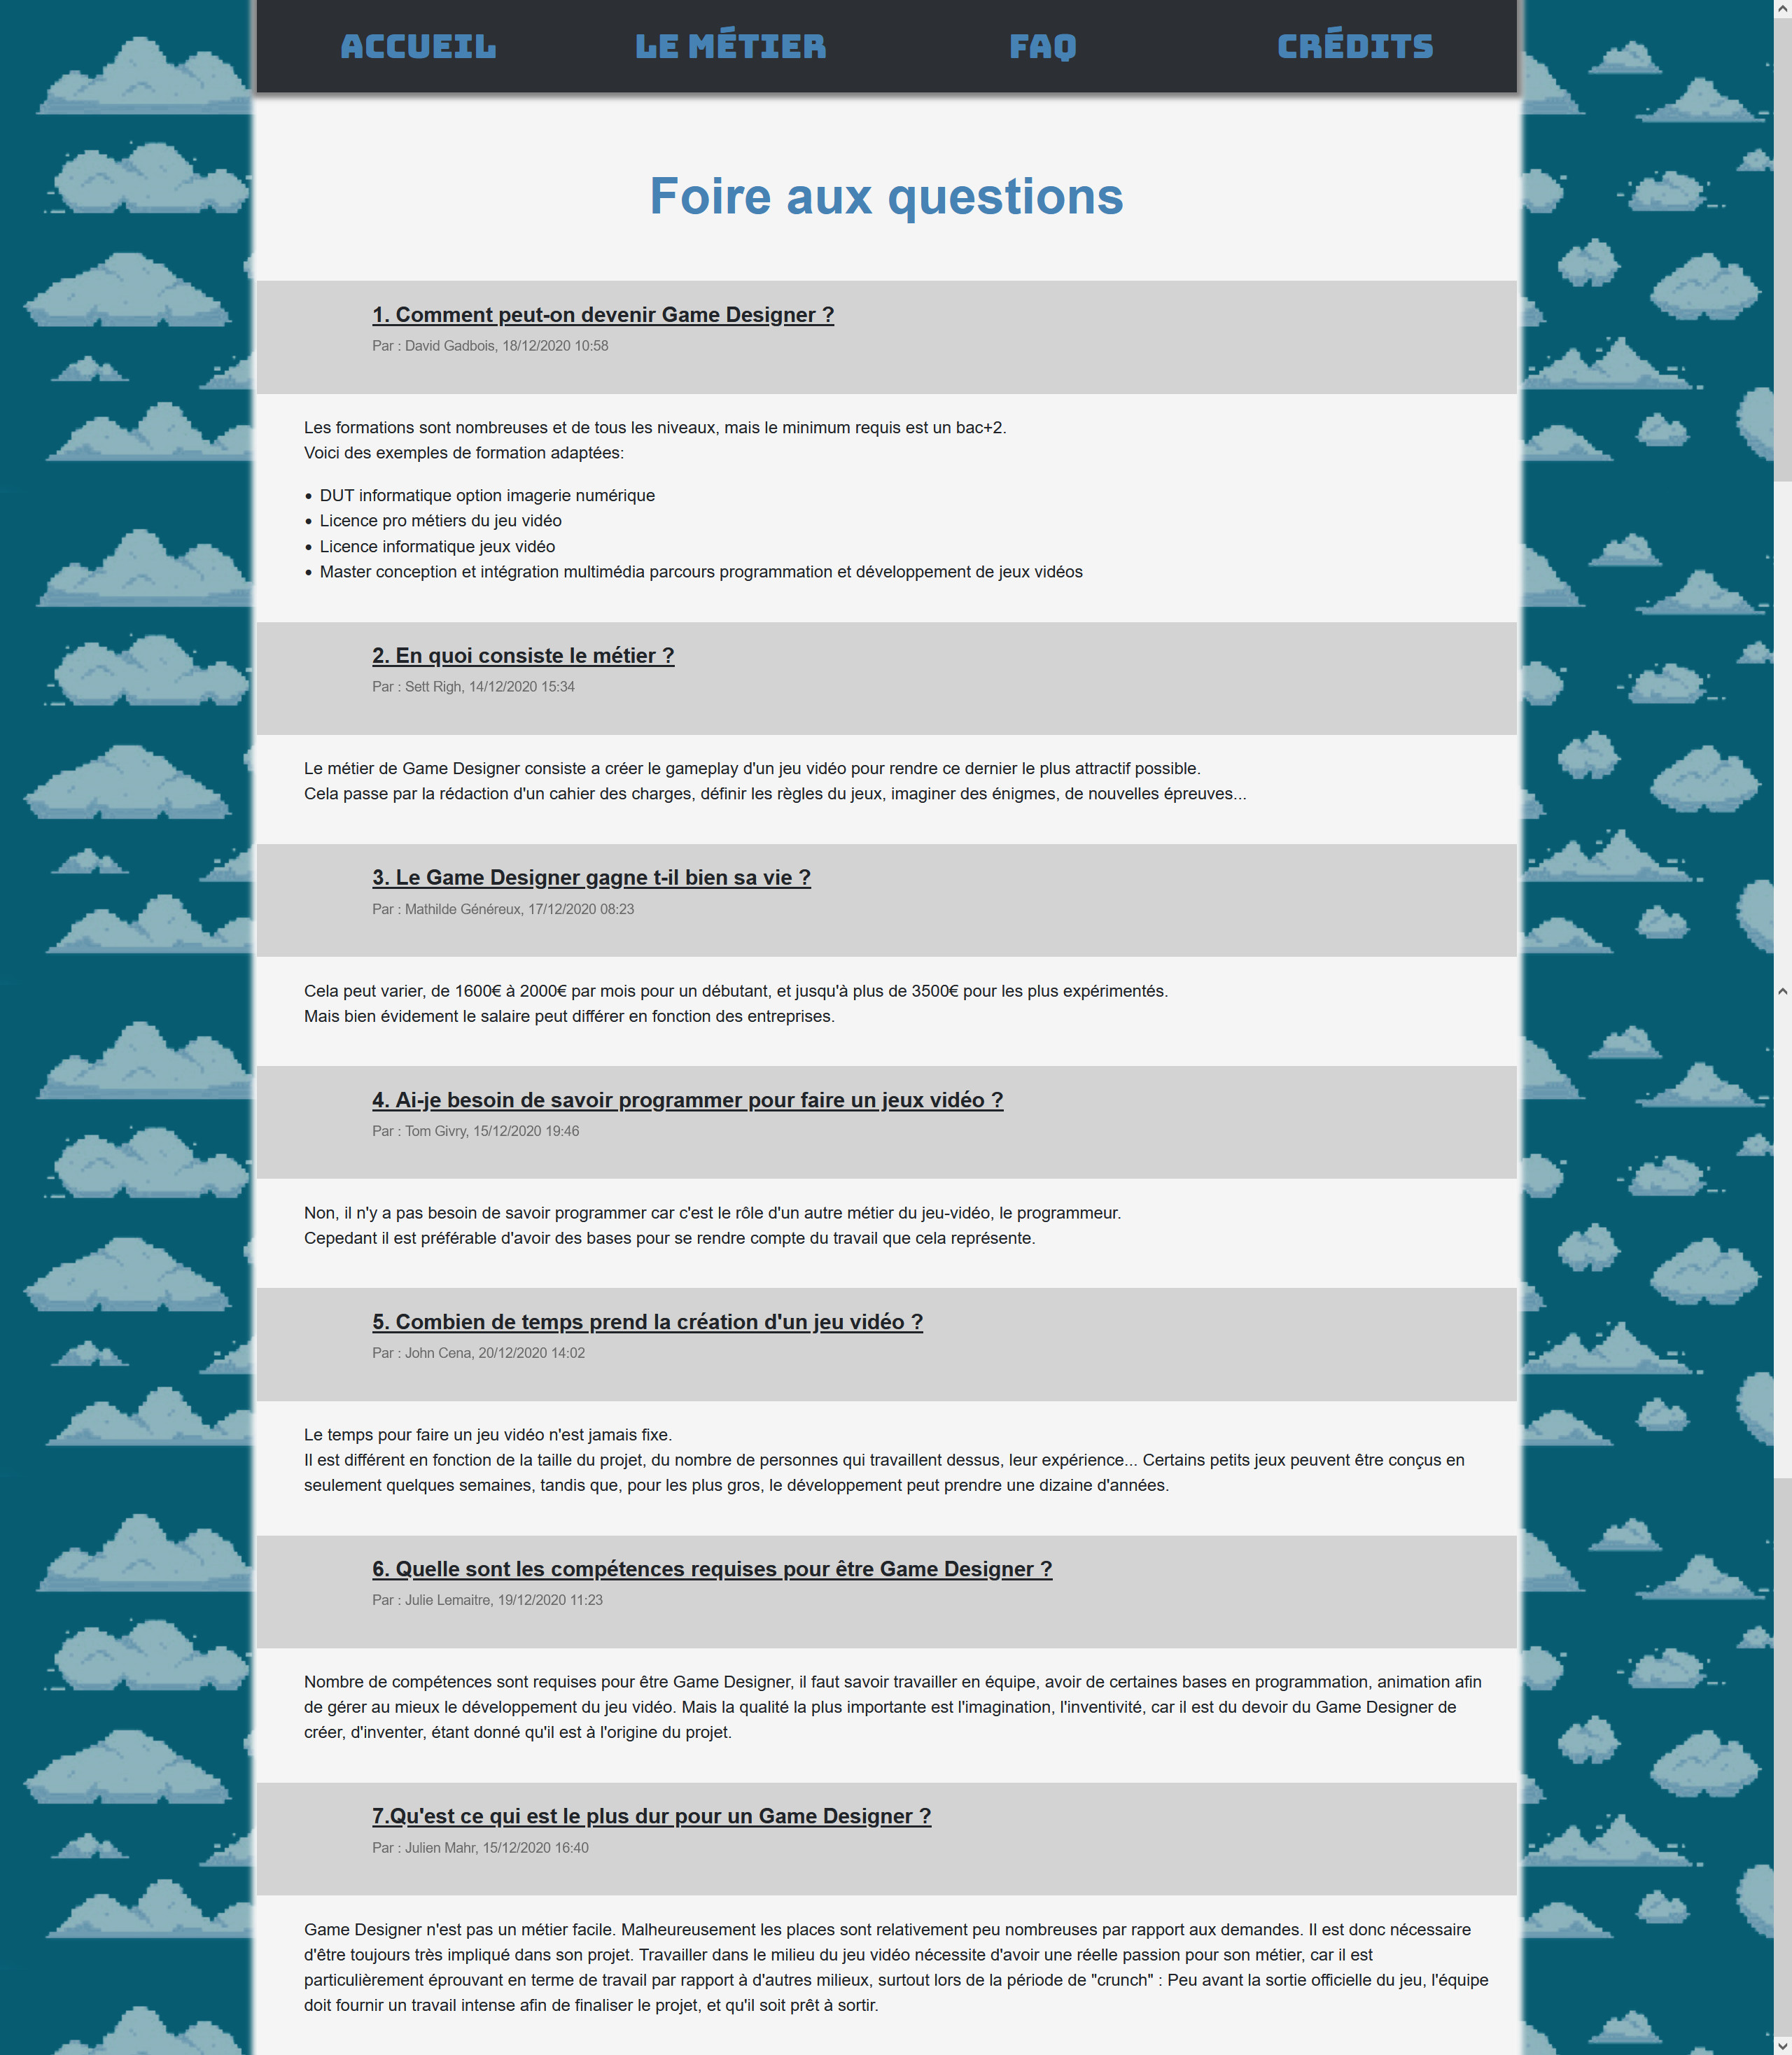 ACCUEIL LE MÉTIER FAQ CRÉDITS
Foire aux questions
1. Comment peut-on devenir Game Designer ?
Par : David Gadbois, 18/12/2020 10:58
Les formations sont nombreuses et de tous les niveaux, mais le minimum requis est un bac+2.
Voici des exemples de formation adaptées:
• DUT informatique option imagerie numérique
• Licence pro métiers du jeu vidéo
• Licence informatique jeux vidéo
• Master conception et intégration multimédia parcours programmation et développement de jeux vidéos
2. En quoi consiste le métier ?
Par : Sett Righ, 14/12/2020 15:34
Le métier de Game Designer consiste a créer le gameplay d'un jeu vidéo pour rendre ce dernier le plus attractif possible.
Cela passe par la rédaction d'un cahier des charges, définir les règles du jeux, imaginer des énigmes, de nouvelles épreuves...
3. Le Game Designer gagne t-il bien sa vie ?
Par : Mathilde Généreux, 17/12/2020 08:23
Cela peut varier, de 1600€ à 2000€ par mois pour un débutant, et jusqu'à plus de 3500€ pour les plus expérimentés.
Mais bien évidement le salaire peut différer en fonction des entreprises.
4. Ai-je besoin de savoir programmer pour faire un jeux vidéo ?
Par : Tom Givry, 15/12/2020 19:46
Non, il n'y a pas besoin de savoir programmer car c'est le rôle d'un autre métier du jeu-vidéo, le programmeur.
Cepedant il est préférable d'avoir des bases pour se rendre compte du travail que cela représente.
5. Combien de temps prend la création d'un jeu vidéo ?
Par : John Cena, 20/12/2020 14:02
Le temps pour faire un jeu vidéo n'est jamais fixe.
Il est différent en fonction de la taille du projet, du nombre de personnes qui travaillent dessus, leur expérience... Certains petits jeux peuvent être conçus en
seulement quelques semaines, tandis que, pour les plus gros, le développement peut prendre une dizaine d'années.
6. Quelle sont les compétences requises pour être Game Designer ?
Par : Julie Lemaitre, 19/12/2020 11:23
Nombre de compétences sont requises pour être Game Designer, il faut savoir travailler en équipe, avoir de certaines bases en programmation, animation afin
de gérer au mieux le développement du jeu vidéo. Mais la qualité la plus importante est l'imagination, l'inventivité, car il est du devoir du Game Designer de
créer, d'inventer, étant donné qu'il est à l'origine du projet.
7.Qu'est ce qui est le plus dur pour un Game Designer ?
Par : Julien Mahr, 15/12/2020 16:40
Game Designer n'est pas un métier facile. Malheureusement les places sont relativement peu nombreuses par rapport aux demandes. Il est donc nécessaire
d'être toujours très impliqué dans son projet. Travailler dans le milieu du jeu vidéo nécessite d'avoir une réelle passion pour son métier, car il est
particulièrement éprouvant en terme de travail par rapport à d'autres milieux, surtout lors de la période de "crunch" : Peu avant la sortie officielle du jeu, l'équipe
doit fournir un travail intense afin de finaliser le projet, et qu'il soit prêt à sortir.